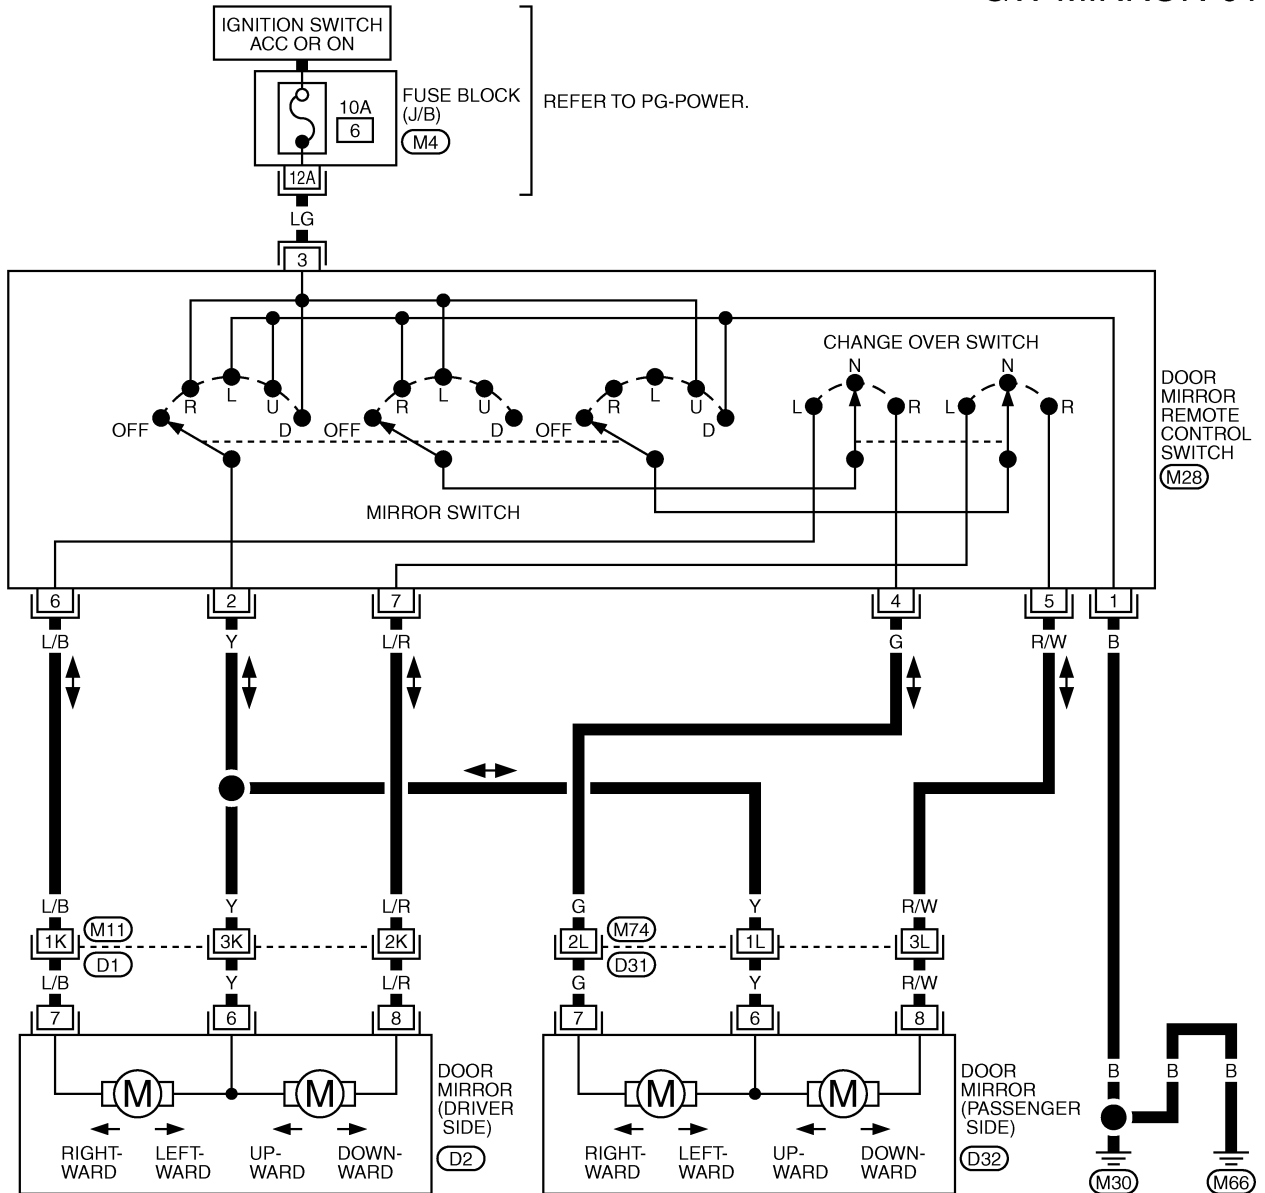 IGNITION SWITCH
ACC OR ON
10A
6
FUSE BLOCK
(J/B)
M4
REFER TO PG-POWER.
12A
LG
3
CHANGE OVER SWITCH
N N
R L U D
R L U D
R L U D
L R L R
OFF OFF OFF
DOOR
MIRROR
REMOTE
CONTROL
SWITCH
M28
MIRROR SWITCH
6 2 7 4 5 1
L/B Y L/R G R/W B
L/B Y L/R G Y R/W
1K M11 3K 2K 2L M74 1L 3L
D1 D31
L/B Y L/R G Y R/W
7 6 8 7 6 8
M M M M
DOOR
MIRROR
(DRIVER
SIDE)
D2
DOOR
MIRROR
(PASSENGER
SIDE)
D32
RIGHT-
WARD
LEFT-
WARD
UP-
WARD
DOWN-
WARD
RIGHT-
WARD
LEFT-
WARD
UP-
WARD
DOWN-
WARD
B B B
M30 M66